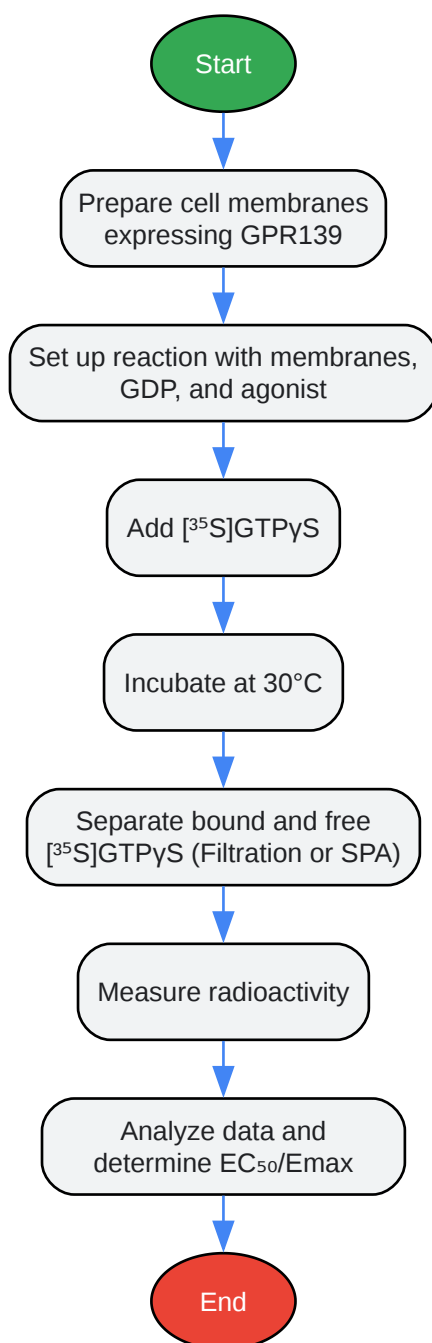 Start
Prepare cell membranes
expressing GPR139
Set up reaction with membranes,
GDP, and agonist
Add [³⁵S]GTPγS
Incubate at 30°C
Separate bound and free
[³⁵S]GTPγS (Filtration or SPA)
Measure radioactivity
Analyze data and
determine EC₅₀/Emax
End